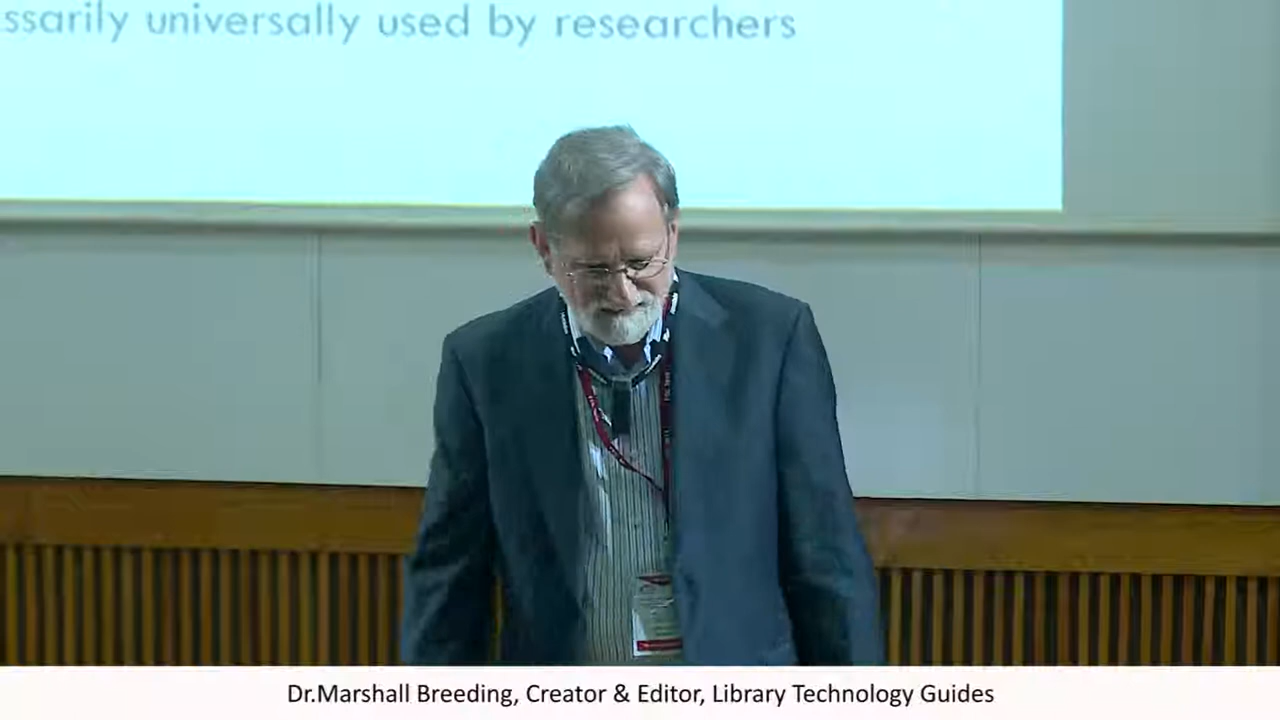 ssarily universally used by researchers
Dr.Marshall Breeding, Creator & Editor, Library Technology Guides